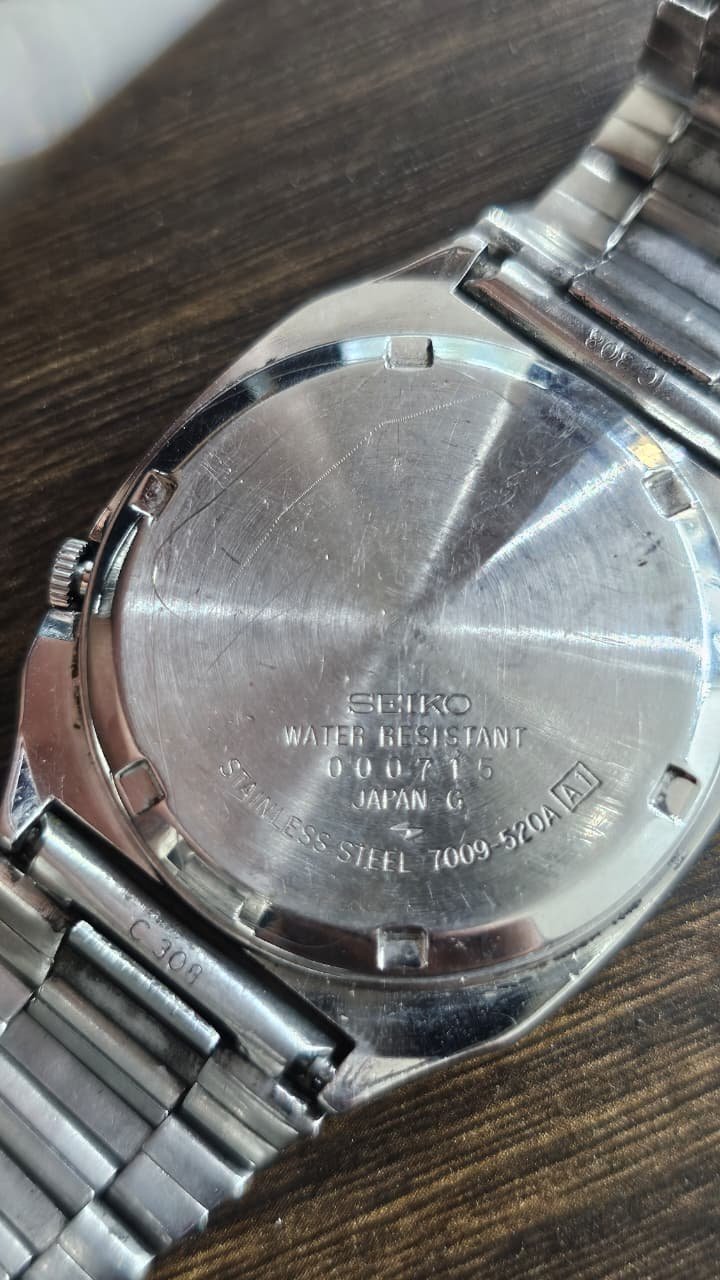 C 308
SEIKO
WATER RESISTANT
000715
JAPAN G
STAINLESS STEEL 7009-520A A1
C 308